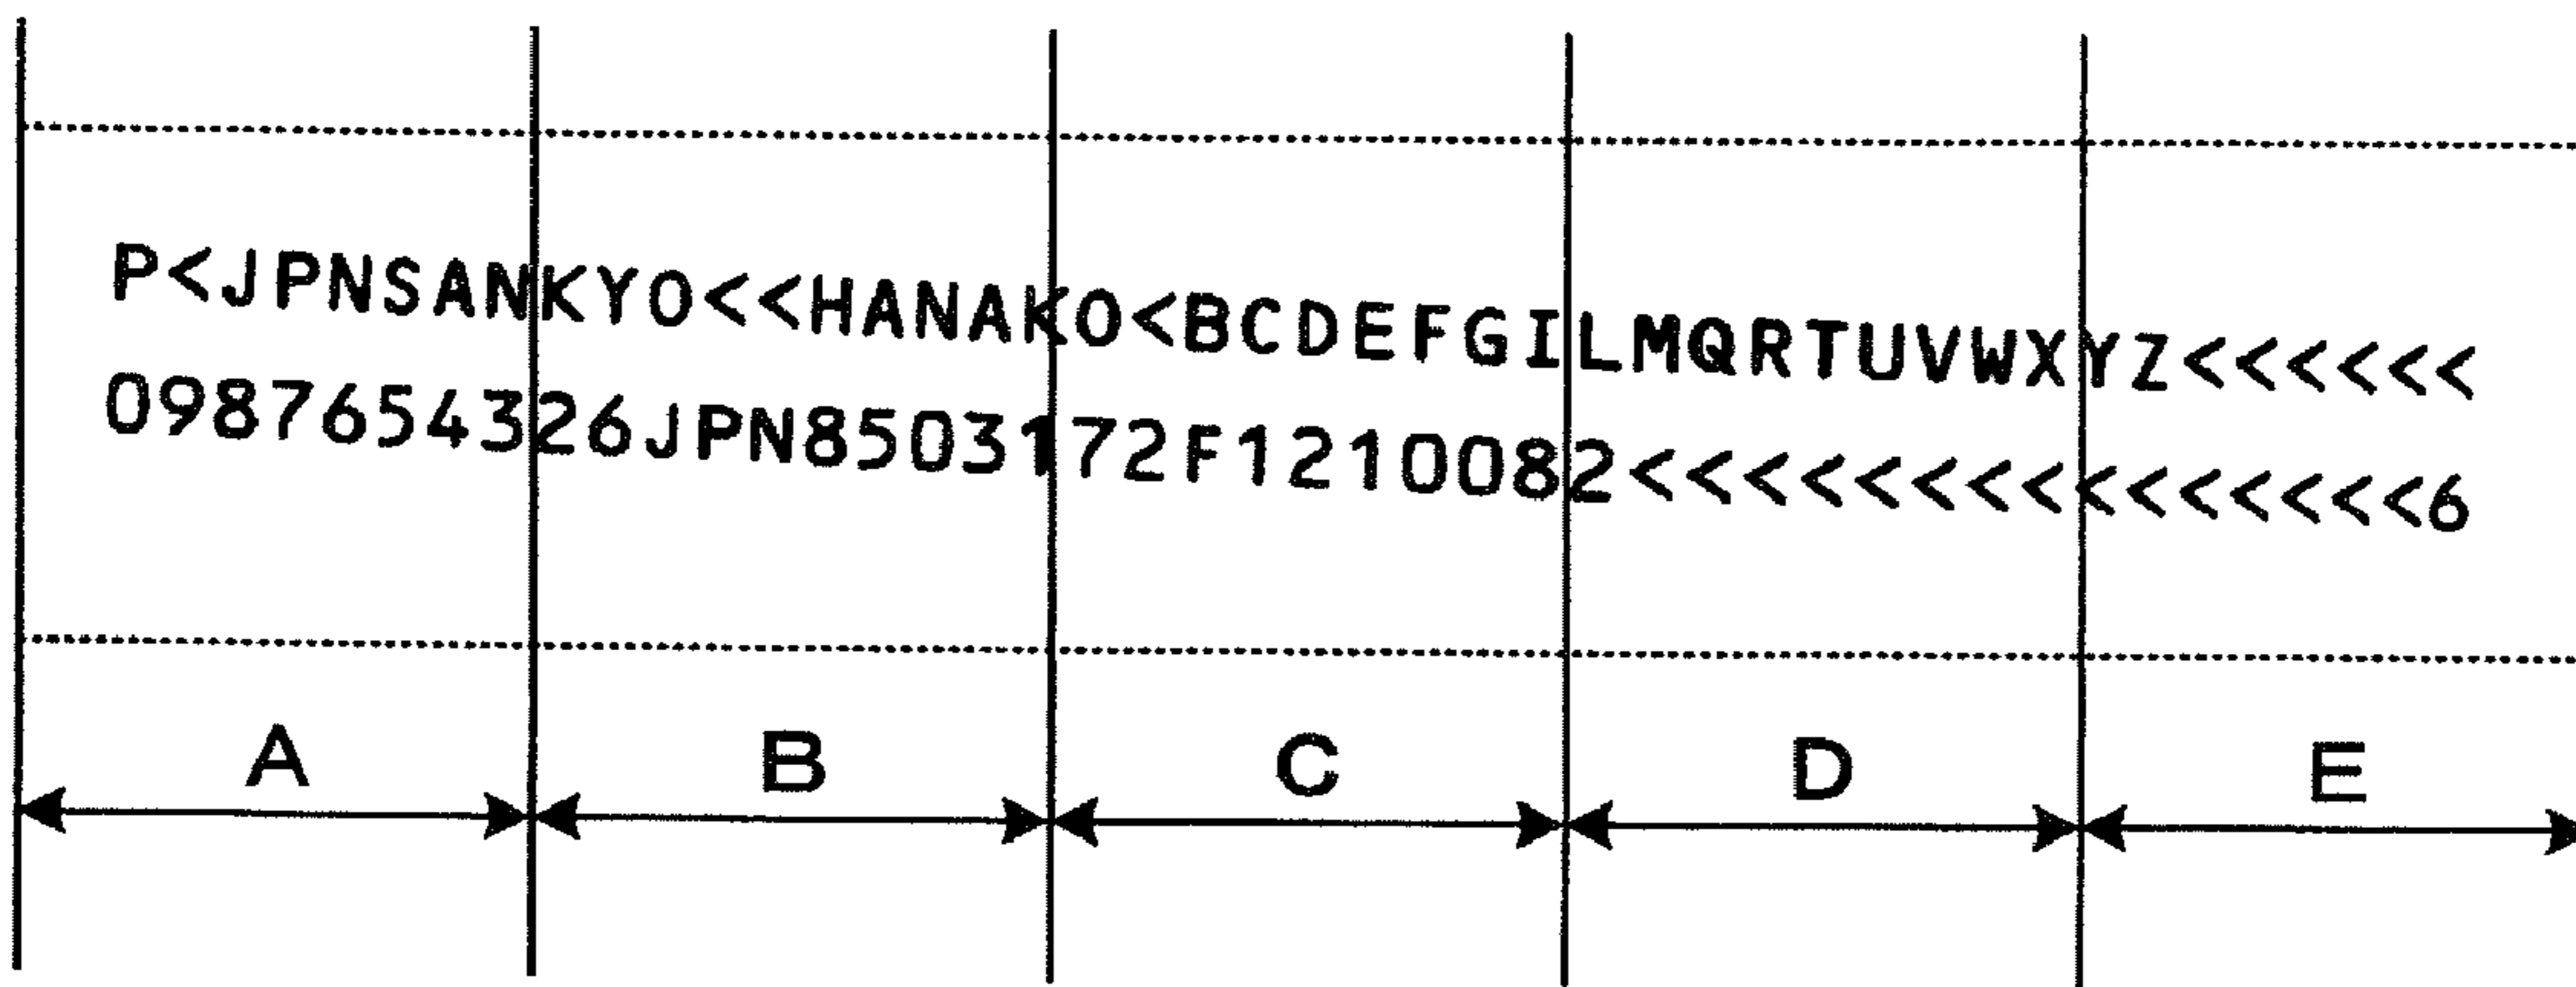 P<JPNSANKYO<<HANAKO<BCDEFGILMQRTUVWXYZ<<<<<<
0987654326JPN8503172F1210082<<<<<<<<<<<<<<<6
A B C D E